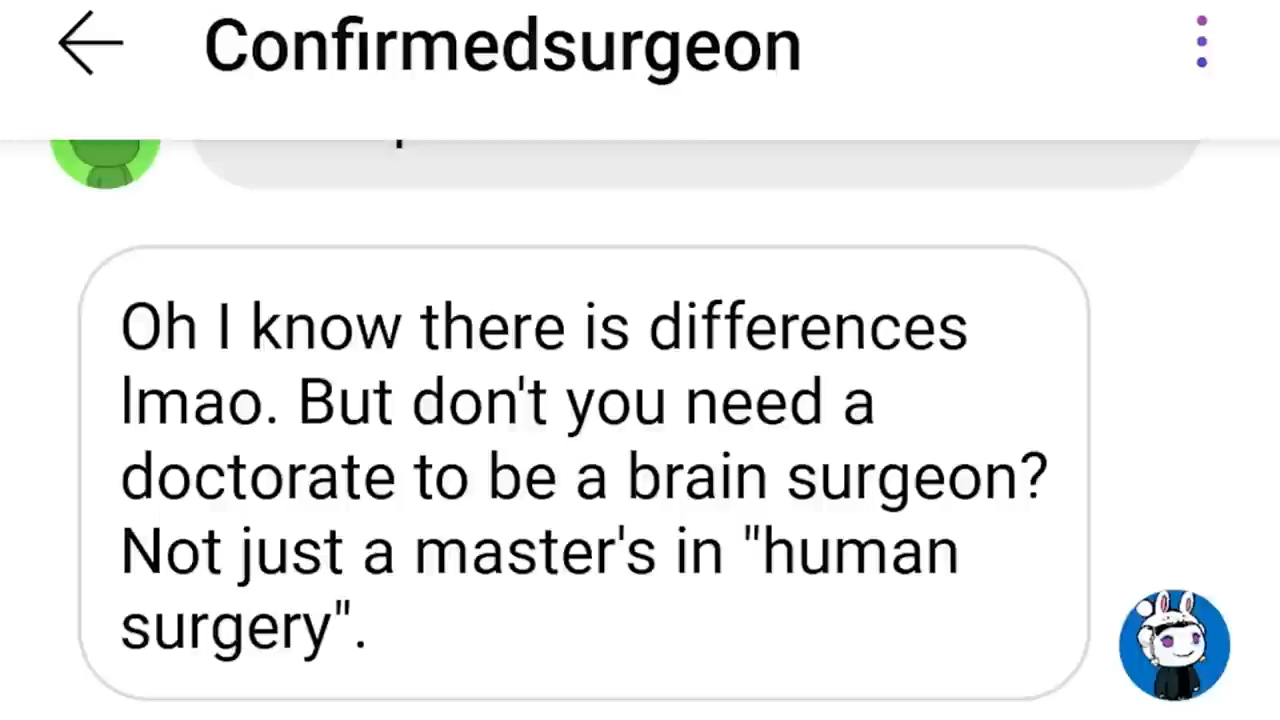 Confirmedsurgeon
Oh I know there is differences
lmao. But don't you need a
doctorate to be a brain surgeon?
Not just a master's in "human
surgery".